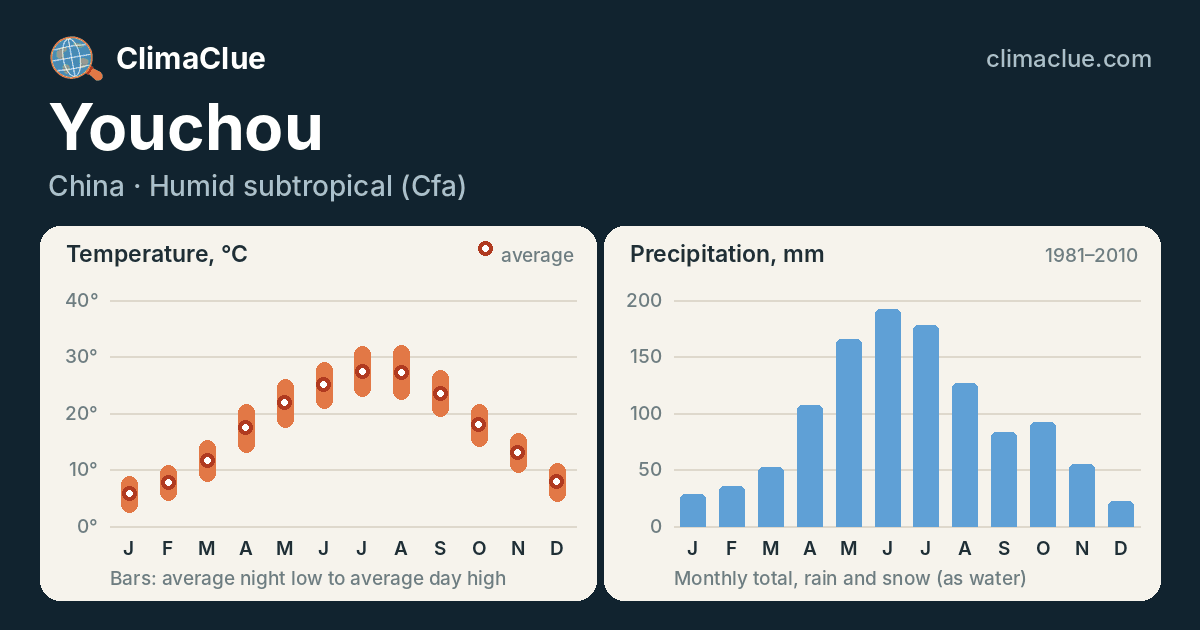 ClimaClue
climaclue.com
Youchou
China · Humid subtropical (Cfa)
Temperature, °C
average
40°
30°
20°
10°
0°
J F M A M J J A S O N D
Bars: average night low to average day high
Precipitation, mm
1981–2010
200
150
100
50
0
J F M A M J J A S O N D
Monthly total, rain and snow (as water)